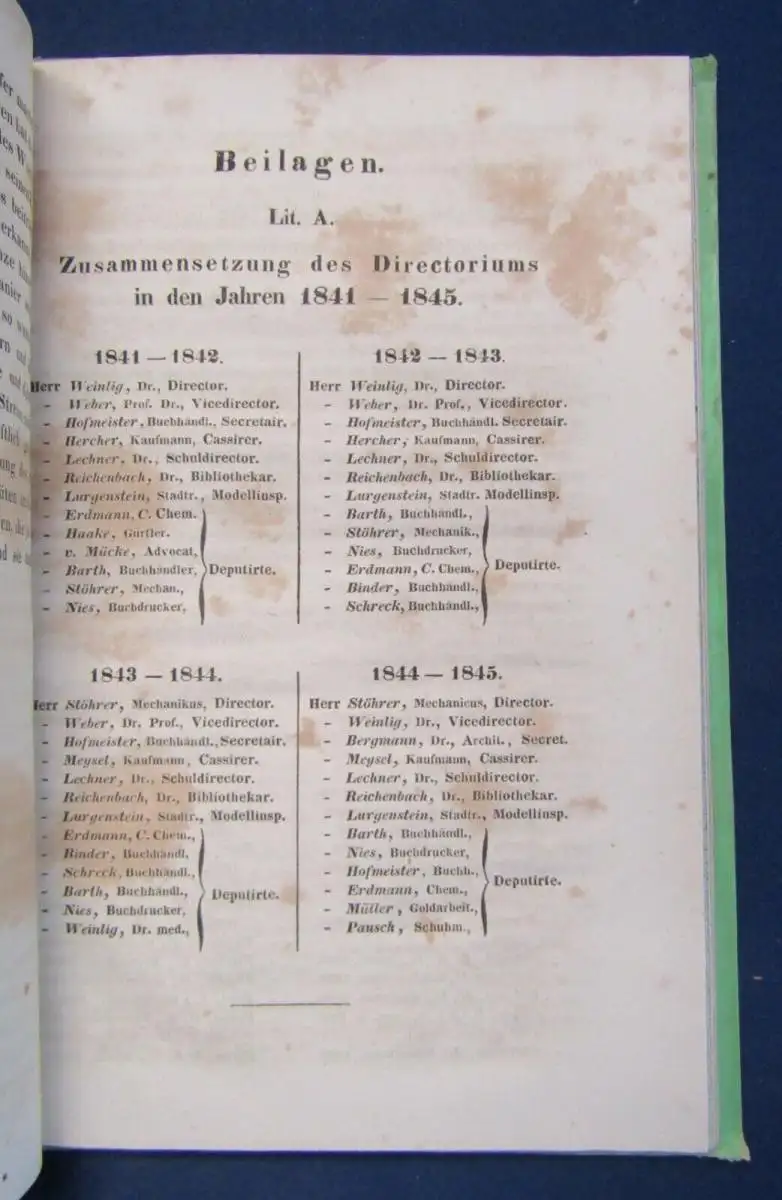 Beilagen.
Lit. A.
Zusammensetzung des Directoriums
in den Jahren 1841 — 1845.
1841 — 1842.
Herr Weinlig, Dr., Director.
- Weber, Prof. Dr., Vicedirector.
- Hofmeister, Buchhändl., Secretair.
- Hercher, Kaufmann, Cassirer.
- Lechner, Dr., Schuldirector.
- Reichenbach, Dr., Bibliothekar.
- Lurgenstein, Stadtr., Modellinsp.
- Erdmann, C. Chem.
- Haake, Gürtler.
- v. Mücke, Advocat,
- Barth, Buchhändler, Deputirte.
- Stöhrer, Mechan.,
- Nies, Buchdrucker,
1842 — 1843.
Herr Weinlig, Dr., Director.
- Weber, Dr. Prof., Vicedirector.
- Hofmeister, Buchhändl. Secretair.
- Hercher, Kaufmann, Cassirer.
- Lechner, Dr., Schuldirector.
- Reichenbach, Dr., Bibliothekar.
- Lurgenstein, Stadtr. Modellinsp.
- Barth, Buchhändl.,
- Stöhrer, Mechanik.,
- Nies, Buchdrucker,
- Erdmann, C. Chem., Deputirte.
- Binder, Buchhändl.,
- Schreck, Buchhändl.,
1843 — 1844.
Herr Stöhrer, Mechanikus, Director.
- Weber, Dr. Prof., Vicedirector.
- Hofmeister, Buchhändl., Secretair.
- Meysel, Kaufmann, Cassirer.
- Lechner, Dr., Schuldirector.
- Reichenbach, Dr., Bibliothekar.
- Lurgenstein, Stadtr., Modellinsp.
- Erdmann, C. Chem.,
- Binder, Buchhändl.
- Schreck, Buchhändl.,
- Barth, Buchhändl., Deputirte.
- Nies, Buchdrucker,
- Weinlig, Dr. med.,
1844 — 1845.
Herr Stöhrer, Mechanicus, Director.
- Weinlig, Dr., Vicedirector.
- Bergmann, Dr., Archit., Secret.
- Meysel, Kaufmann, Cassirer.
- Lechner, Dr., Schuldirector.
- Reichenbach, Dr., Bibliothekar.
- Lurgenstein, Stadtr., Modellinsp.
- Barth, Buchhändl.,
- Nies, Buchdrucker,
- Hofmeister, Buchh., Deputirte.
- Erdmann, Chem.,
- Müller, Goldarbeit.,
- Pausch, Schuhm.,